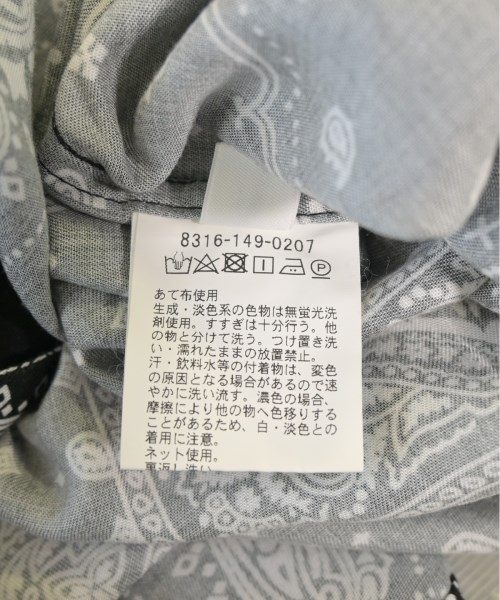 8316-149-0207
あて布使用
生成・淡色系の色物は無蛍光洗
剤使用。すすぎは十分行う。他
の物と分けて洗う。つけ置き洗
い・濡れたままの放置禁止。
汗・飲料水等の付着物は、変色
の原因となる場合があるので速
やかに洗い流す。濃色の場合、
摩擦により他の物へ色移りする
ことがあるため、白・淡色との
着用に注意。
ネット使用。
裏返し洗い